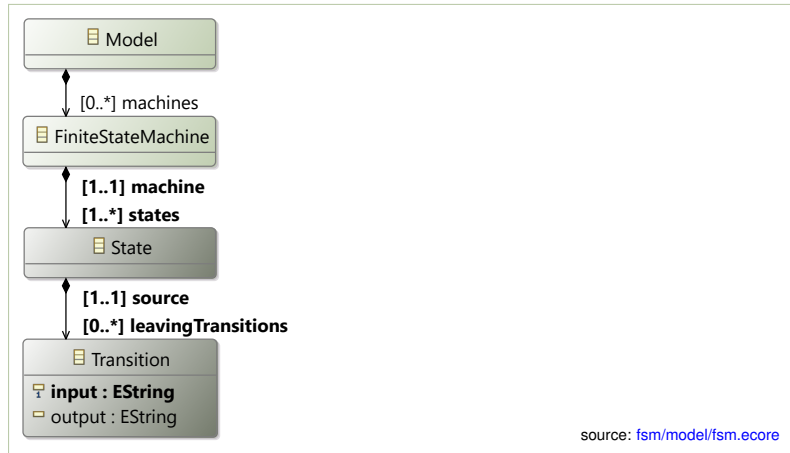 Model
[0..*] machines
FiniteStateMachine
[1..1] machine
[1..*] states
State
[1..1] source
[0..*] leavingTransitions
Transition
input : EString
output : EString
source: fsm/model/fsm.ecore